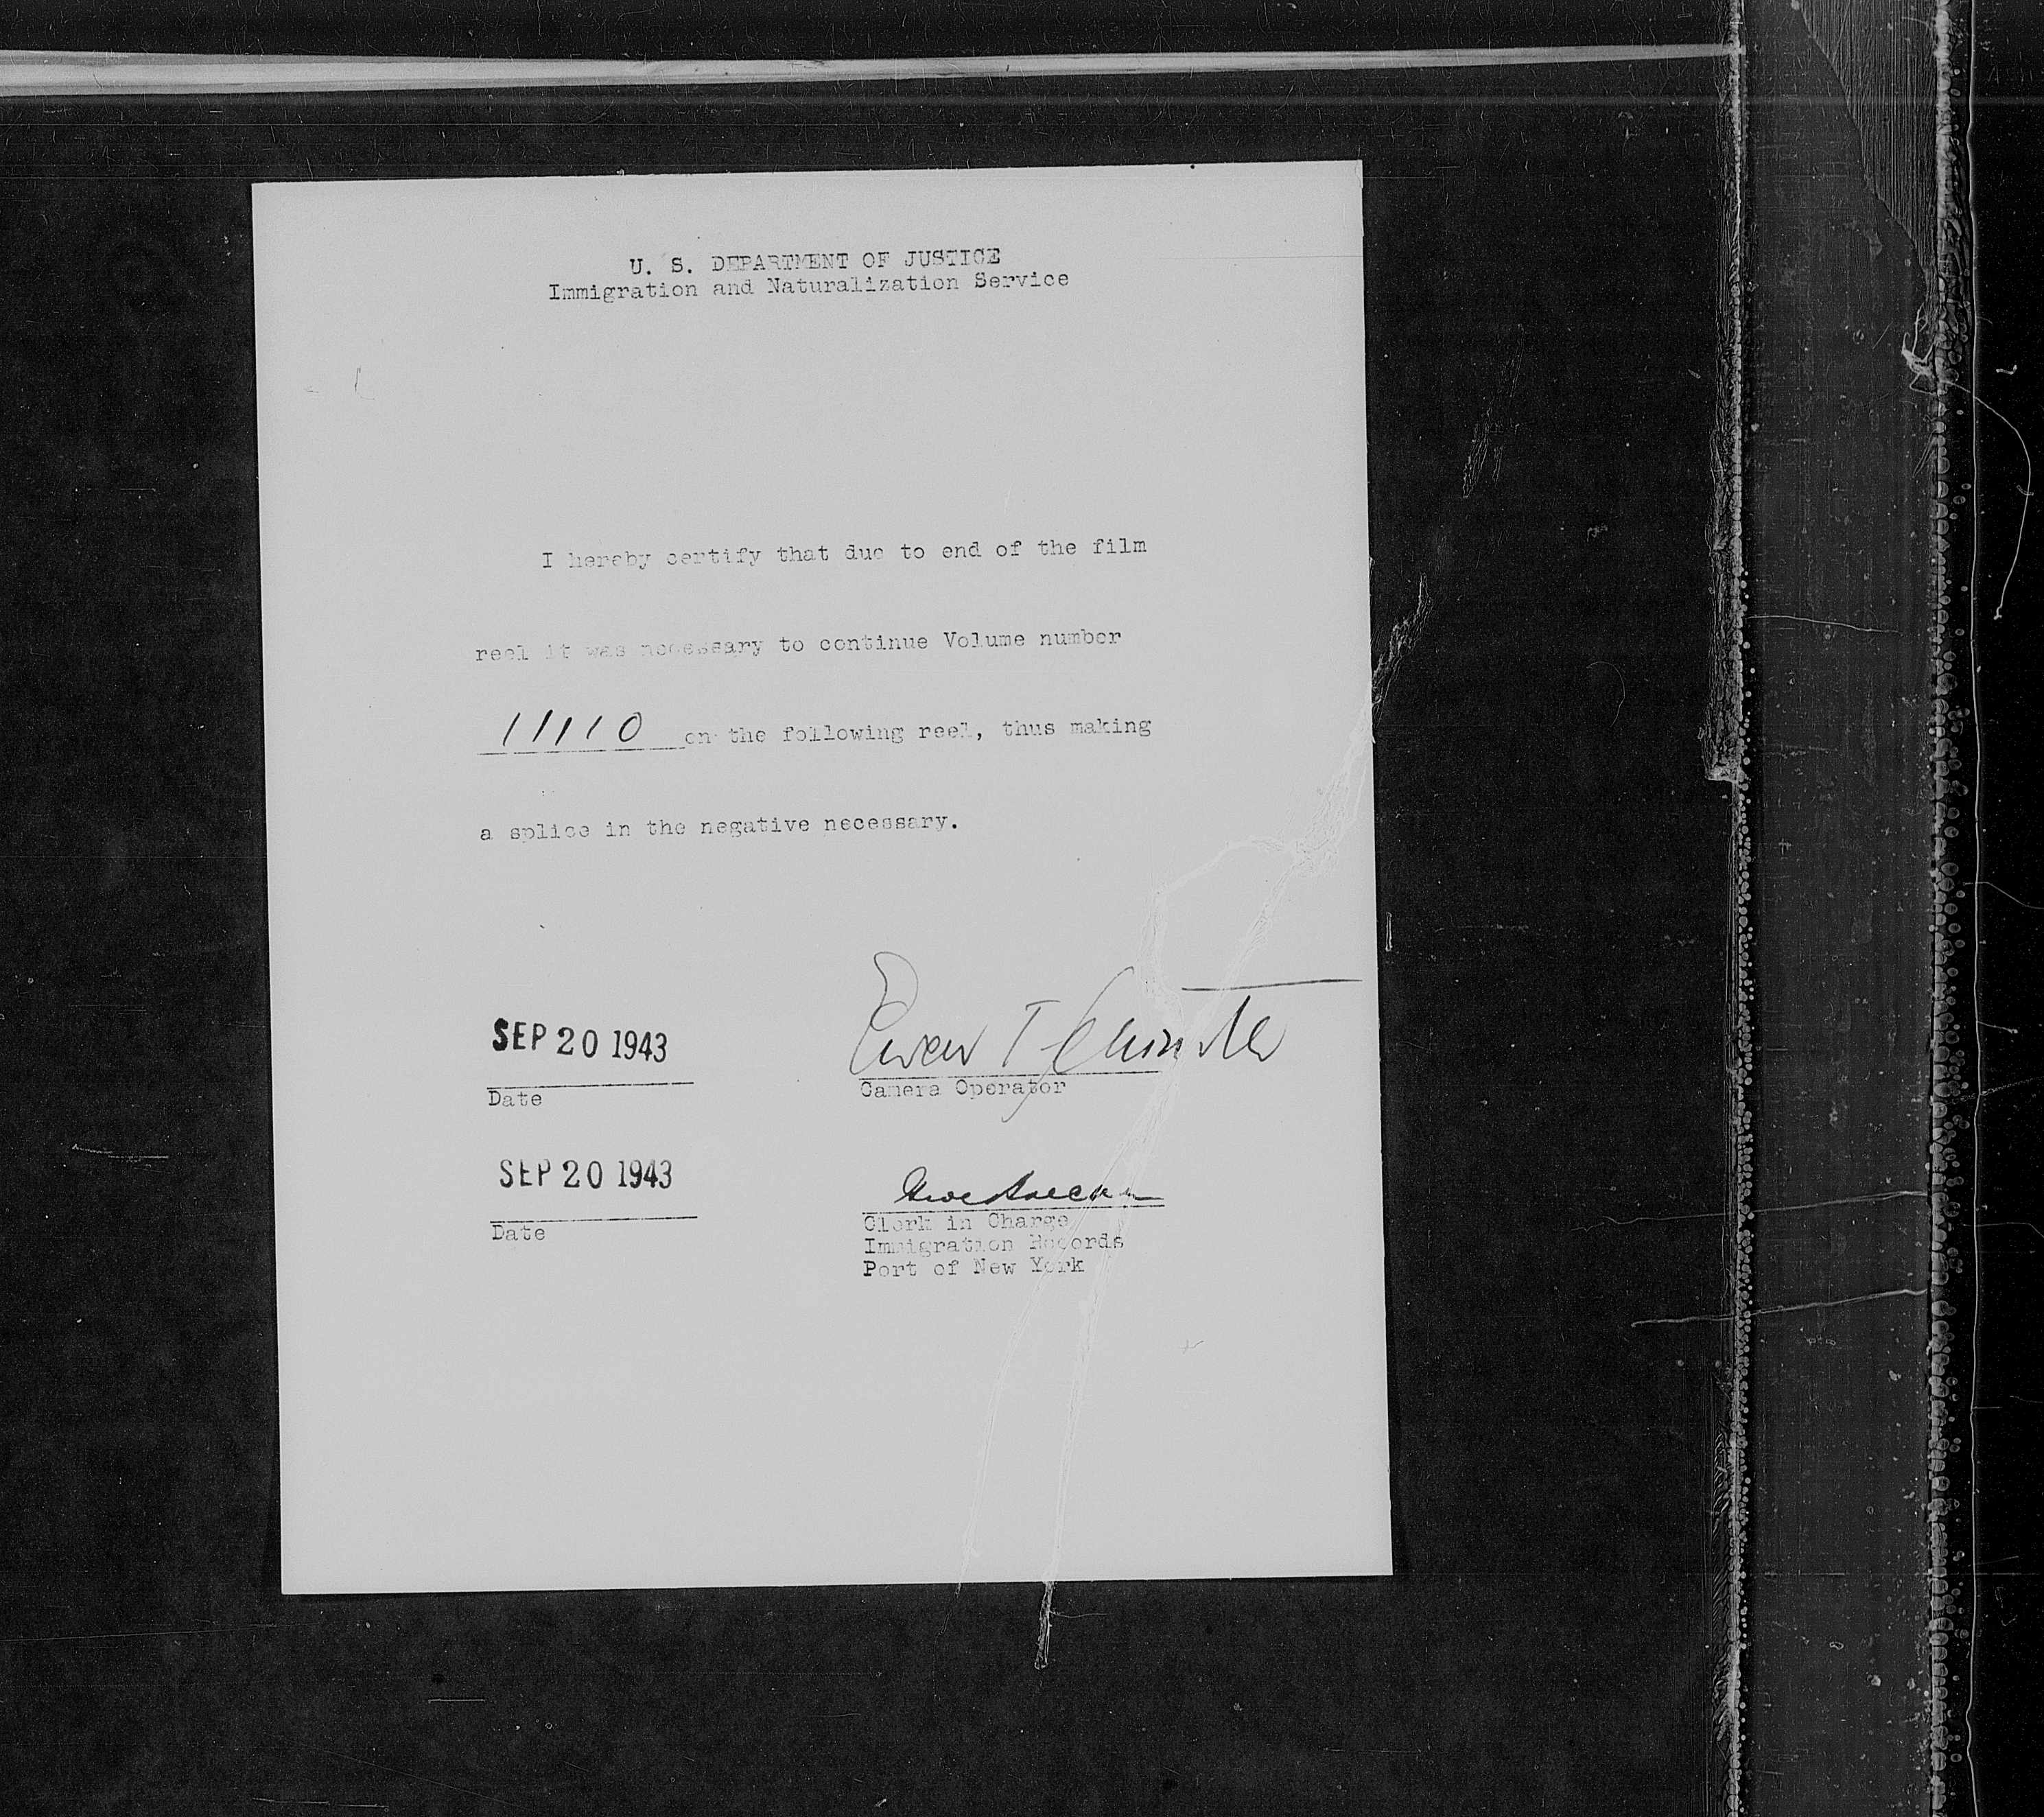 U. S. DEPARTMENT OF JUSTICE
Immigration and Naturalization Service
I hereby certify that due to end of the film
reel it was necessary to continue Volume number
11110 on the following reel, thus making
a splice in the negative necessary.
SEP 20 1943
Date
Camera Operator
SEP 20 1943
Date
Clerk in Charge
Immigration Records
Port of New York